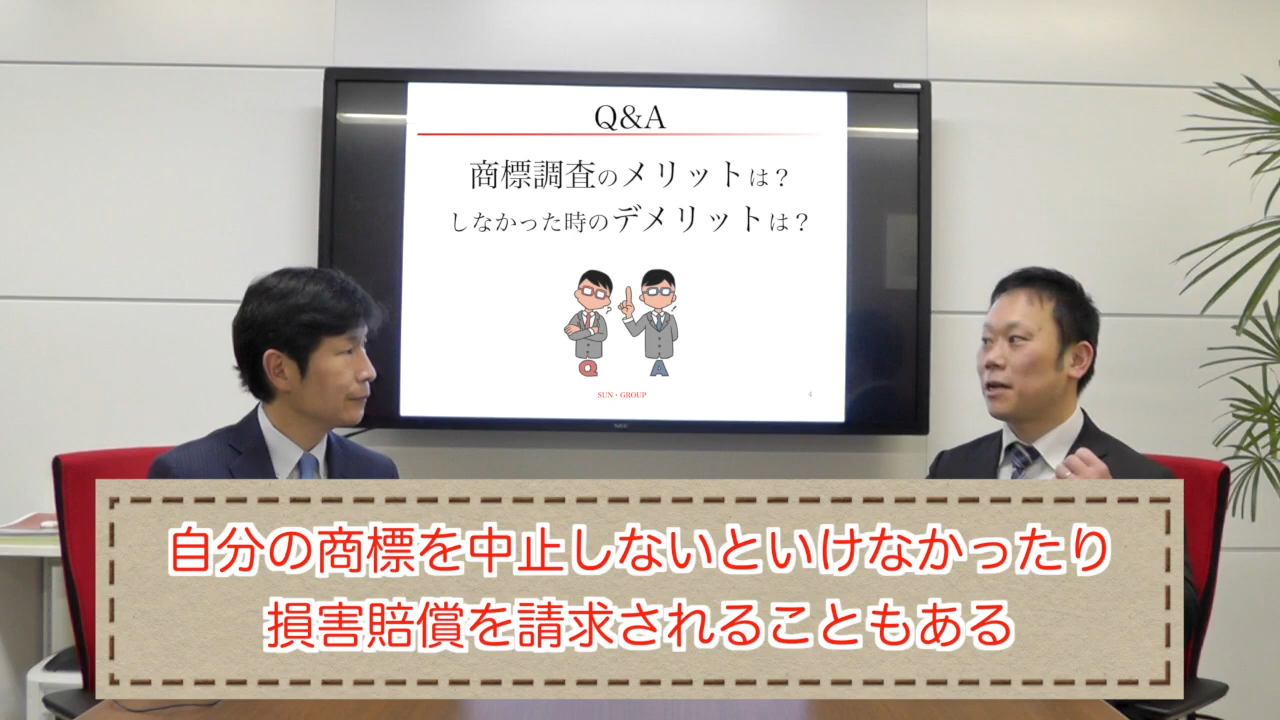 Q&A
商標調査のメリットは？
しなかった時のデメリットは？
Q A
SUN・GROUP
4
NEC
自分の商標を中止しないといけなかったり
損害賠償を請求されることもある